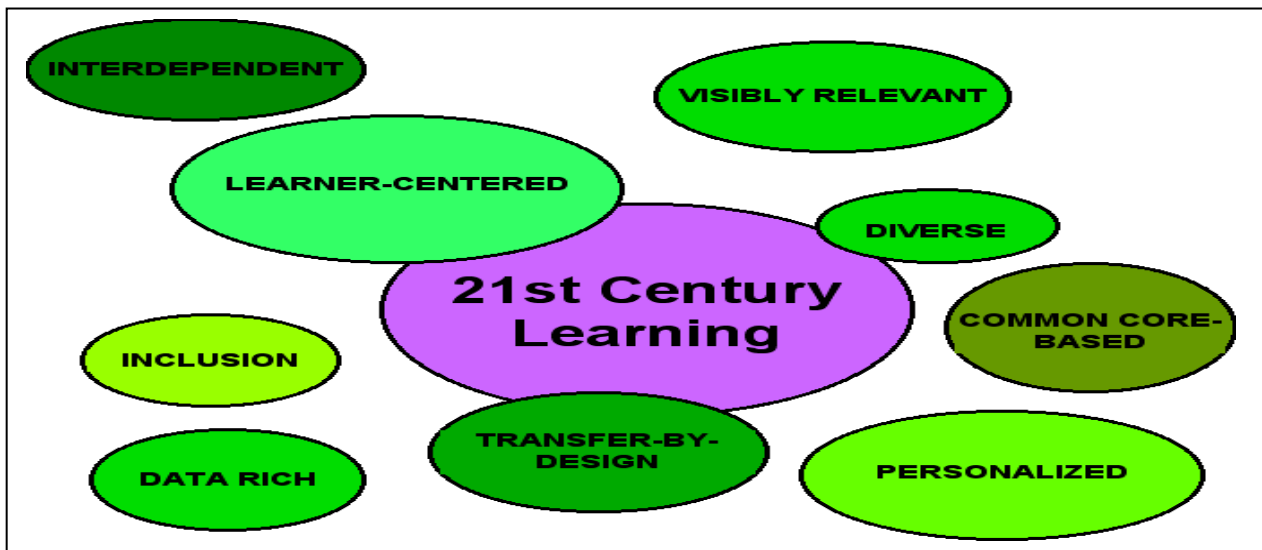 INTERDEPENDENT
VISIBLY RELEVANT
LEARNER-CENTERED
DIVERSE
21st Century
Learning
COMMON CORE-
BASED
INCLUSION
TRANSFER-BY-
DESIGN
DATA RICH
PERSONALIZED